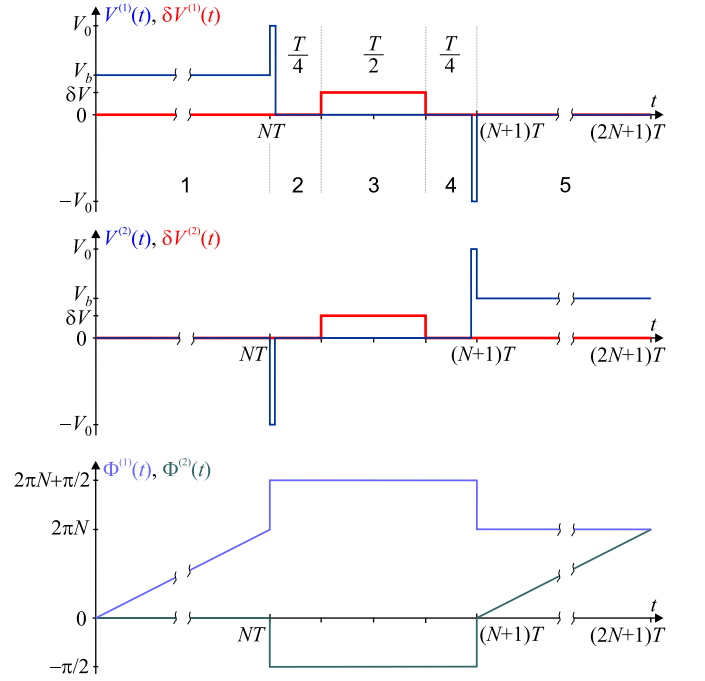 V₀ V⁽¹⁾(t), δV⁽¹⁾(t)
T/4 T/2 T/4
V_b
δV
0 NT (N+1)T (2N+1)T t
1 2 3 4 5
−V₀
V₀ V⁽²⁾(t), δV⁽²⁾(t)
V_b
δV
0 NT (N+1)T (2N+1)T t
−V₀
Φ⁽¹⁾(t), Φ⁽²⁾(t)
2πN+π/2
2πN
0 NT (N+1)T (2N+1)T t
−π/2